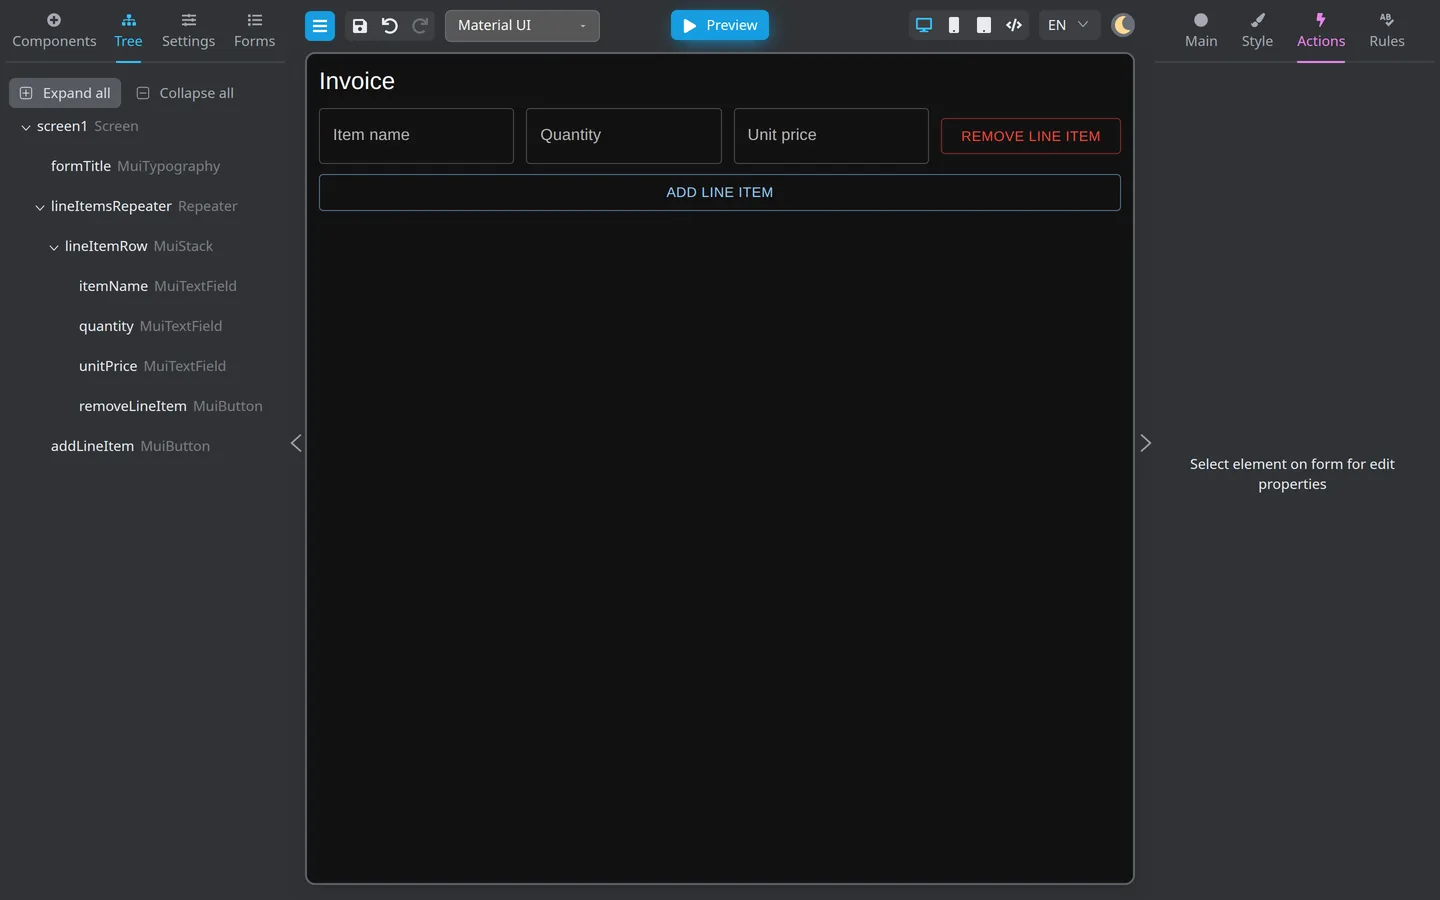 Components
Tree
Settings
Forms
Material UI
Preview
EN
Main
Style
Actions
AB
Rules
Expand all
Collapse all
screen1 Screen
formTitle MuiTypography
lineItemsRepeater Repeater
lineItemRow MuiStack
itemName MuiTextField
quantity MuiTextField
unitPrice MuiTextField
removeLineItem MuiButton
addLineItem MuiButton
Invoice
Item name
Quantity
Unit price
REMOVE LINE ITEM
ADD LINE ITEM
Select element on form for edit
properties